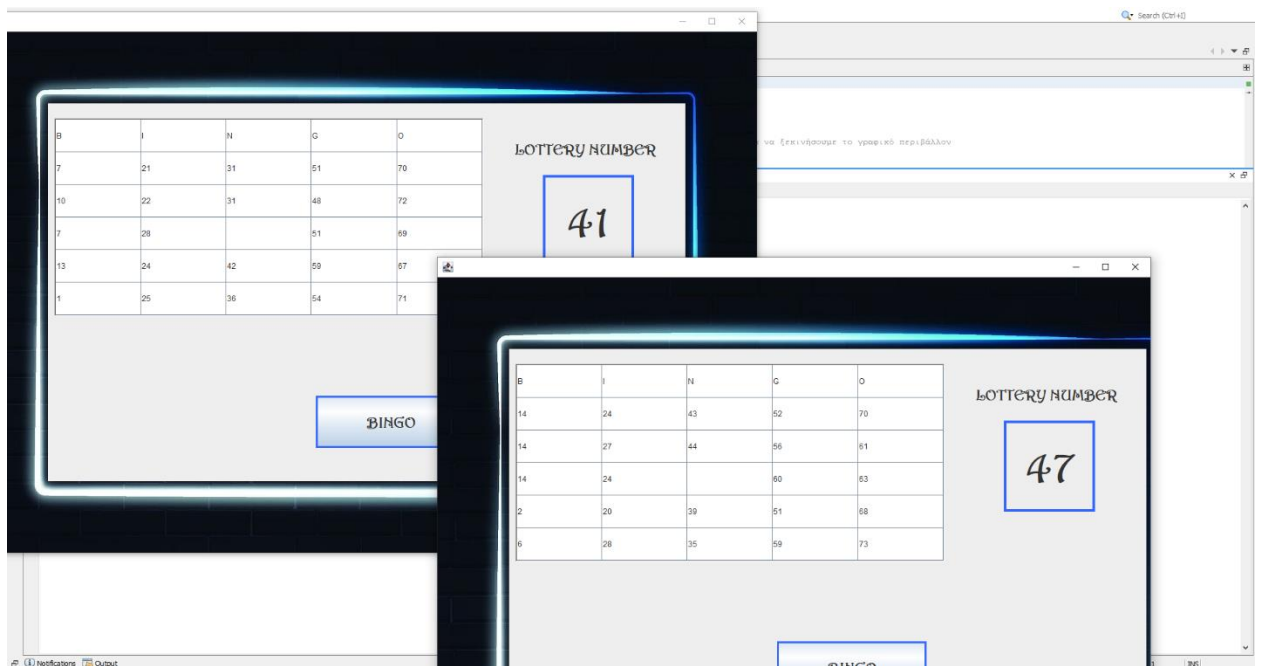 Search (Ctrl+I)
να ξεκινήσουμε το γραφικό περιβάλλον
B I N G O
7 21 31 51 70
10 22 31 48 72
7 28 51 69
13 24 42 59 67
1 25 36 54 71
LOTTERY NUMBER
41
BINGO
B I N G O
14 24 43 52 70
14 27 44 56 61
14 24 60 63
2 20 39 51 68
6 28 35 59 73
LOTTERY NUMBER
47
BINGO
Notifications Output
INS